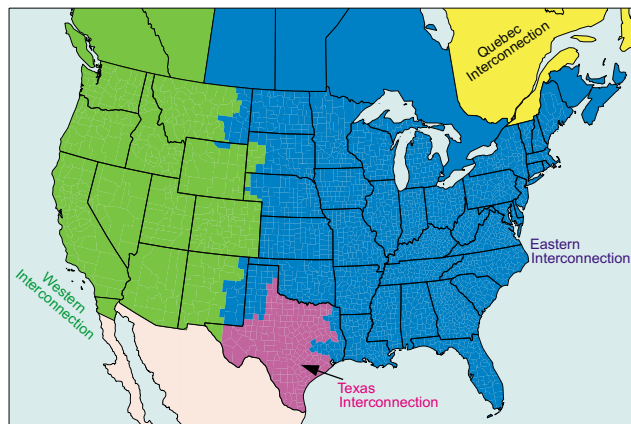 Quebec
Interconnection
Eastern
Interconnection
Western
Interconnection
Texas
Interconnection